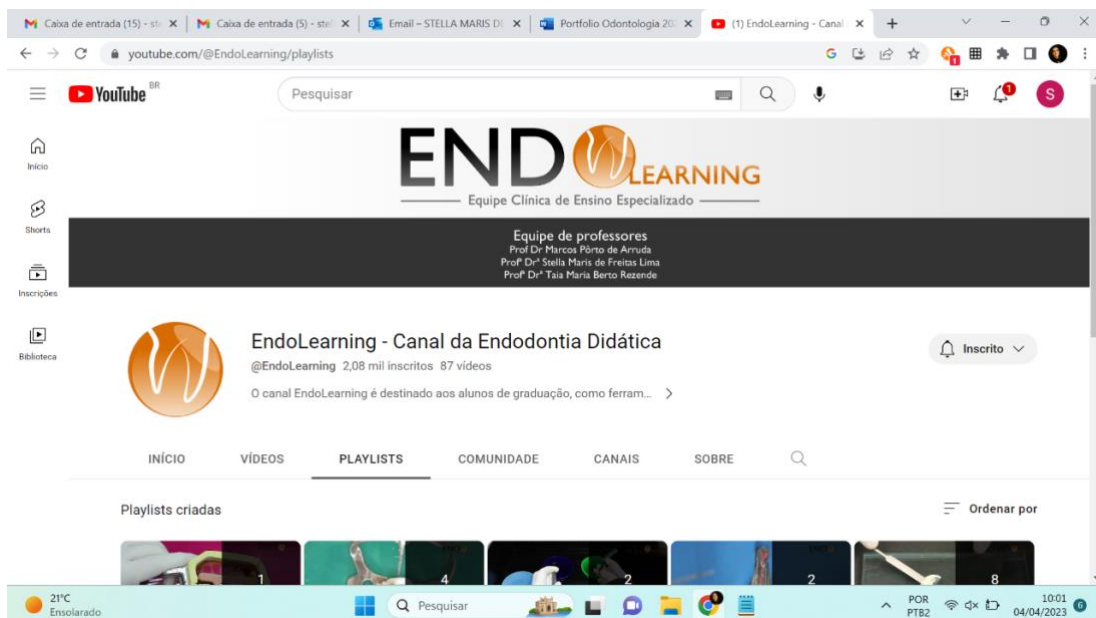 Caixa de entrada (15) - st
Caixa de entrada (5) - stel
Email – STELLA MARIS D
Portfolio Odontologia 20
(1) EndoLearning - Canal
youtube.com/@EndoLearning/playlists
YouTube BR
Pesquisar
1
S
Início
Shorts
Inscrições
Biblioteca
END LEARNING
Equipe Clínica de Ensino Especializado
Equipe de professores
Prof Dr Marcos Pôrto de Arruda
Profª Drª Stella Maris de Freitas Lima
Profª Drª Taia Maria Berto Rezende
EndoLearning - Canal da Endodontia Didática
@EndoLearning 2,08 mil inscritos 87 vídeos
O canal EndoLearning é destinado aos alunos de graduação, como ferram...
Inscrito
INÍCIO VÍDEOS PLAYLISTS COMUNIDADE CANAIS SOBRE
Playlists criadas
Ordenar por
1 4 2 2 8
21°C
Ensolarado
Pesquisar
POR
PTB2
10:01
04/04/2023
6